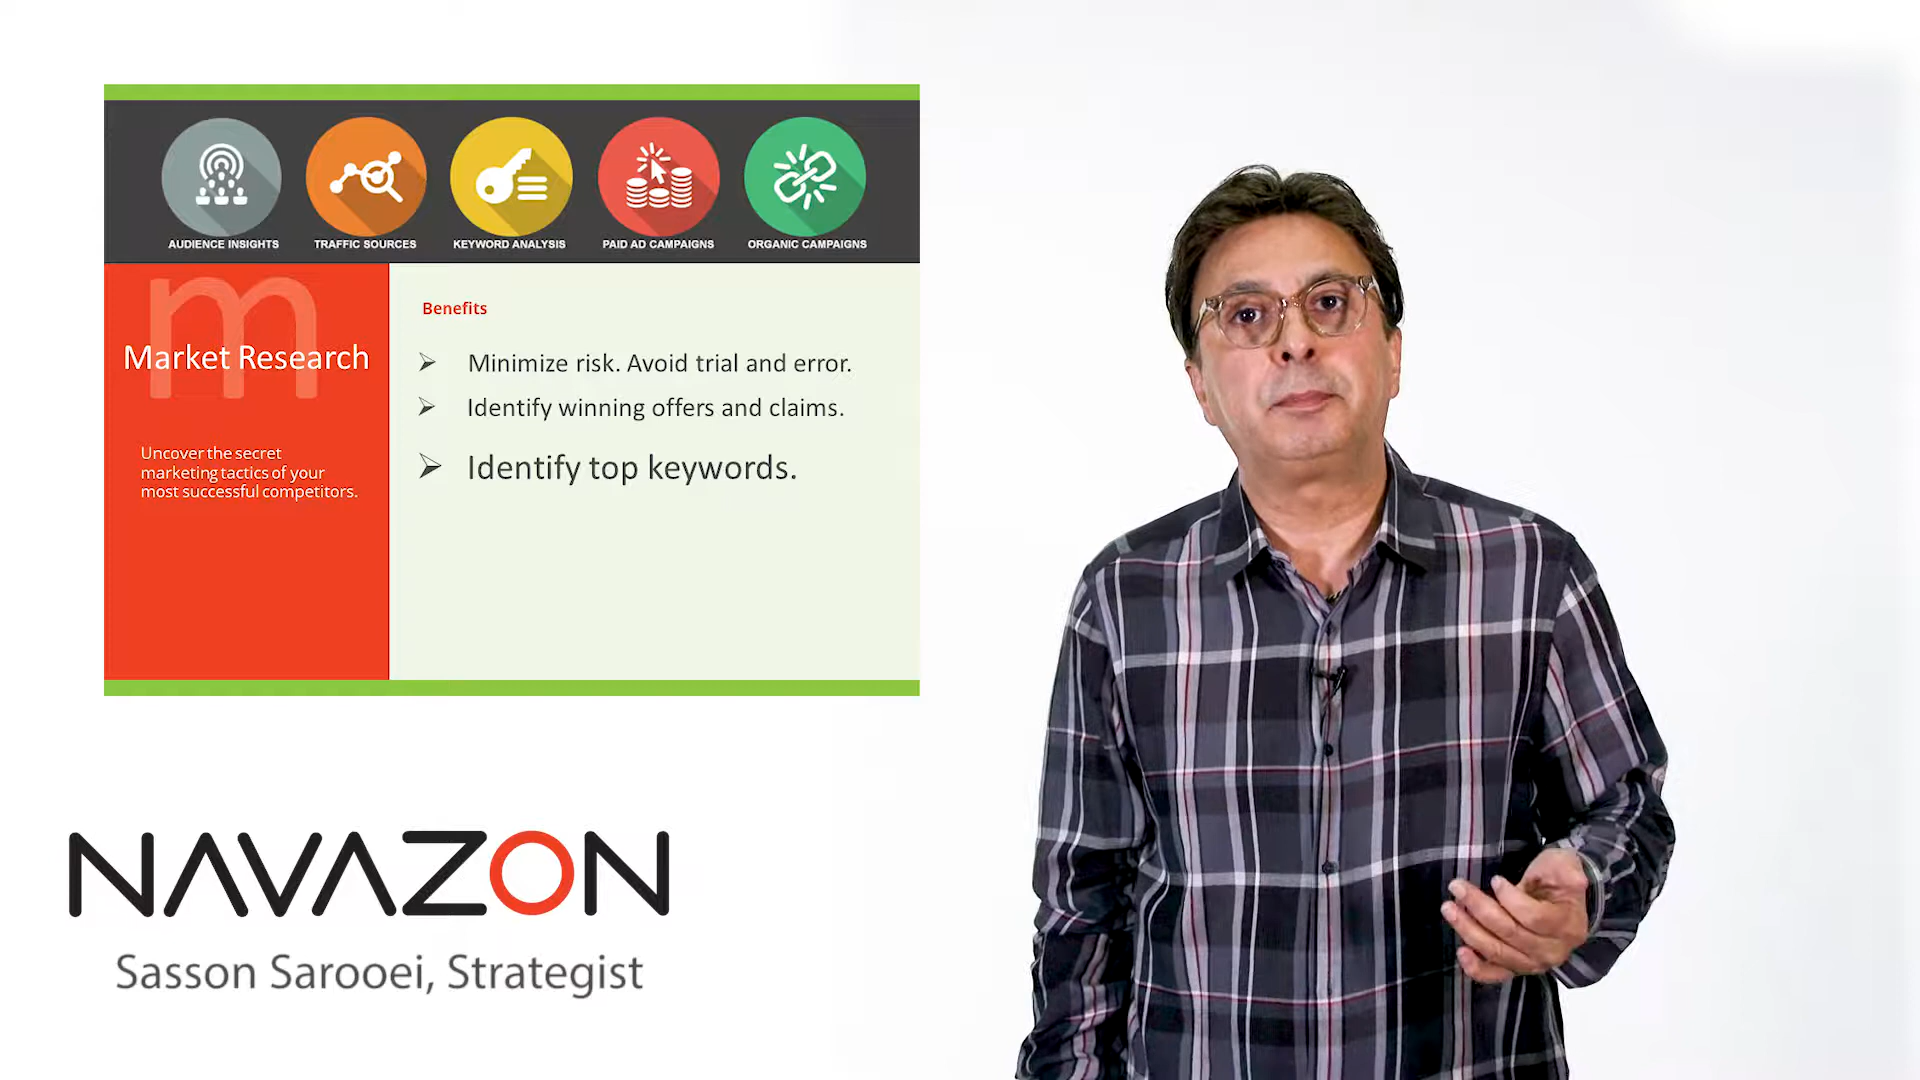 AUDIENCE INSIGHTS
TRAFFIC SOURCES
KEYWORD ANALYSIS
PAID AD CAMPAIGNS
ORGANIC CAMPAIGNS
m
Market Research
Uncover the secret
marketing tactics of your
most successful competitors.
Benefits
Minimize risk. Avoid trial and error.
Identify winning offers and claims.
Identify top keywords.
NAVAZON
Sasson Sarooei, Strategist